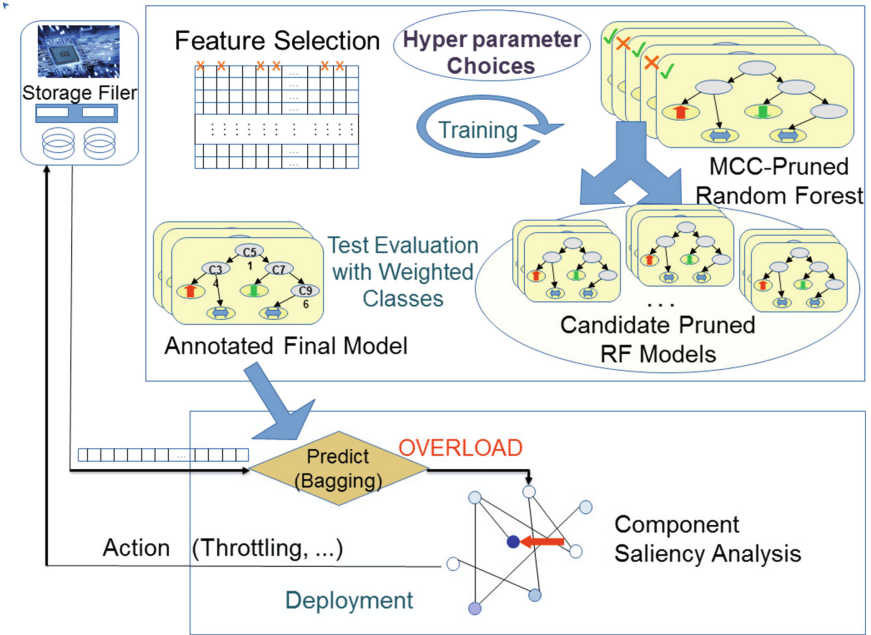 Storage Filer
Feature Selection
X X X X X X
...
...
...
...
Hyper parameter
Choices
Training
✓ X ✓ X X ✓
MCC-Pruned
Random Forest
Test Evaluation
with Weighted
Classes
C5
1
C3
4
C7
C9
6
Annotated Final Model
...
Candidate Pruned
RF Models
...
Predict
(Bagging)
OVERLOAD
Component
Saliency Analysis
Action (Throttling, ...)
Deployment